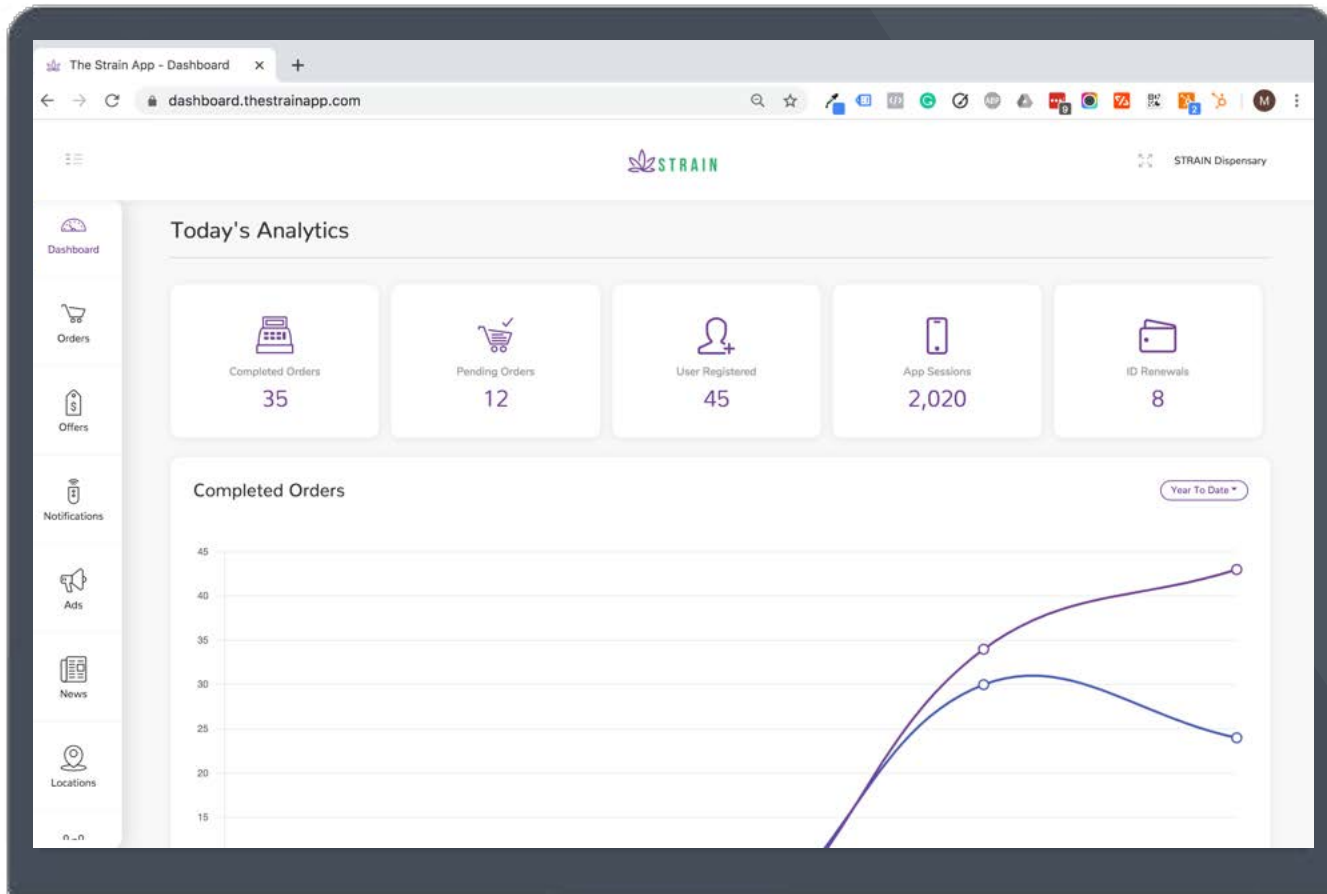 The Strain App - Dashboard
dashboard.thestrainapp.com
9
2
M
STRAIN
STRAIN Dispensary
Dashboard
Orders
Offers
Notifications
Ads
News
Locations
Today's Analytics
Completed Orders
35
Pending Orders
12
User Registered
45
App Sessions
2,020
ID Renewals
8
Completed Orders
Year To Date
45
40
35
30
25
20
15